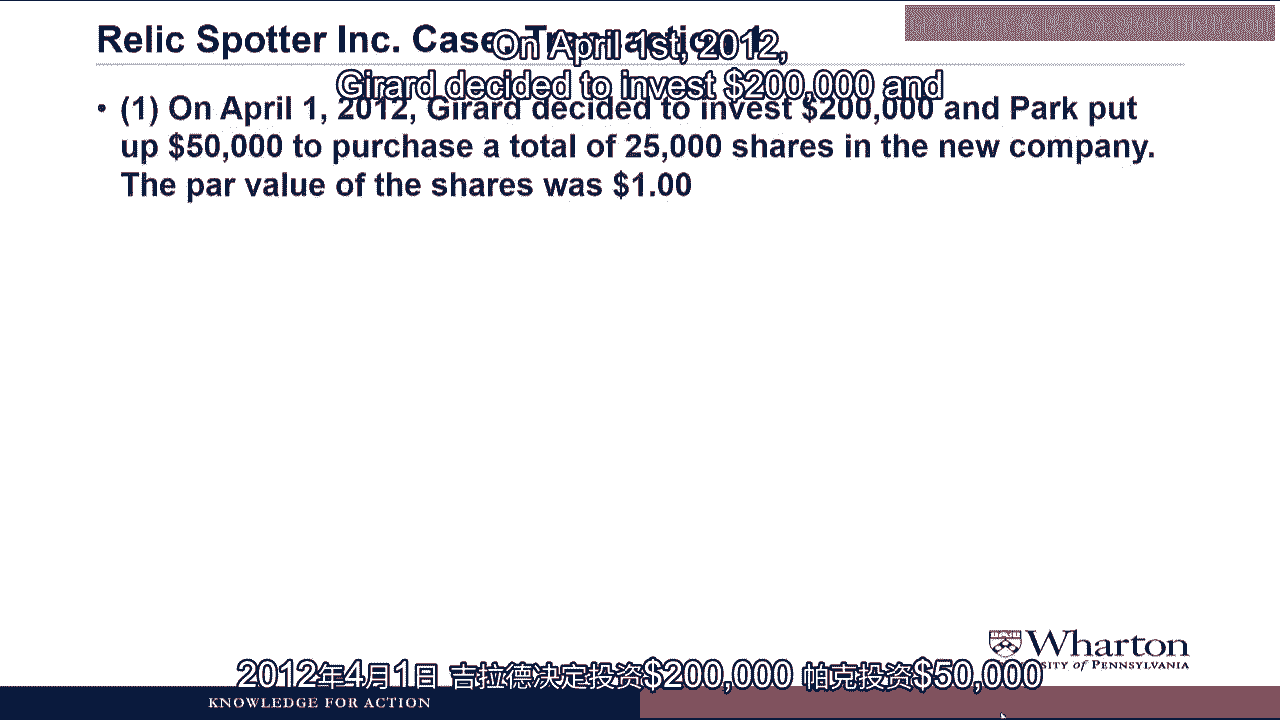 Relic Spotter Inc. Case: Transaction 1
On April 1st, 2012,
Girard decided to invest $200,000 and
• (1) On April 1, 2012, Girard decided to invest $200,000 and Park put
up $50,000 to purchase a total of 25,000 shares in the new company.
The par value of the shares was $1.00
Wharton
SITY of PENNSYLVANIA
2012年4月1日 吉拉德决定投资$200,000 帕克投资$50,000
KNOWLEDGE FOR ACTION